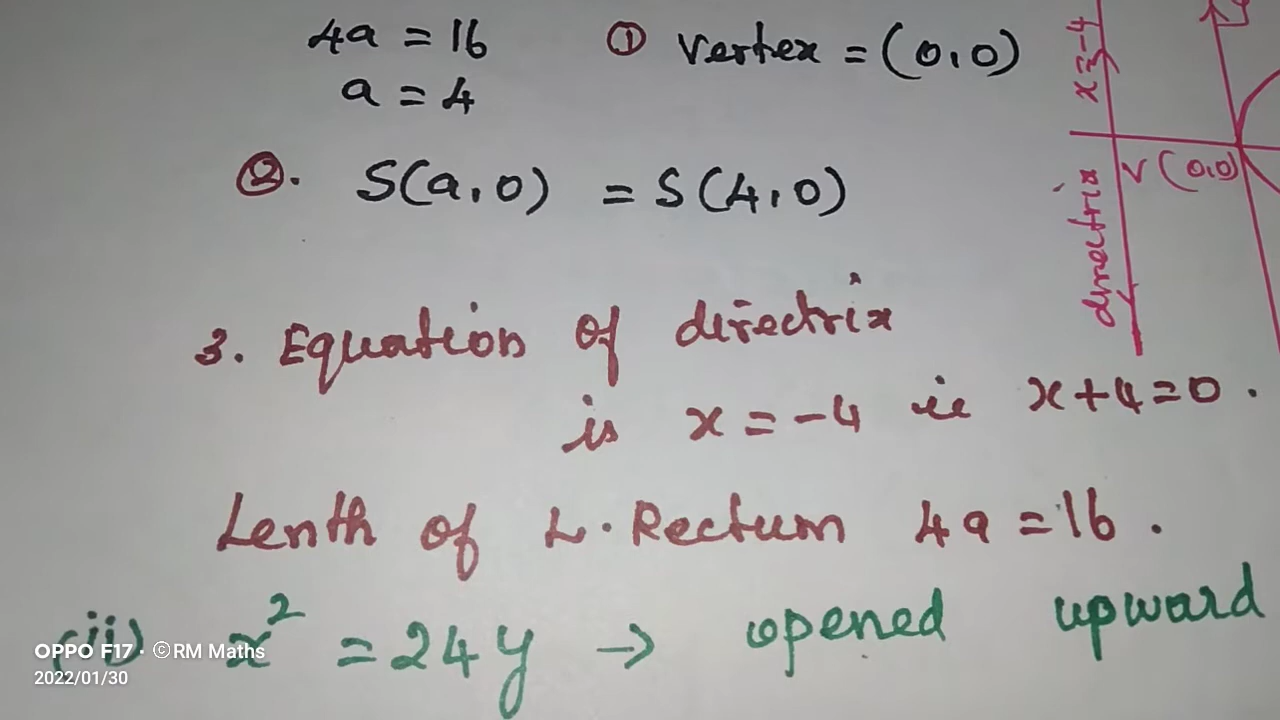 4a = 16
① Vertex = (0,0)
a = 4
②. S(a,0) = S(4,0)
3. Equation of directrix
is x = -4 ie x+4=0.
Lenth of L.Rectum 4a = 16.
(ii) x² = 24y → opened upward
x=-4
directrix
V (0,0)
OPPO F17 · ©RM Maths
2022/01/30